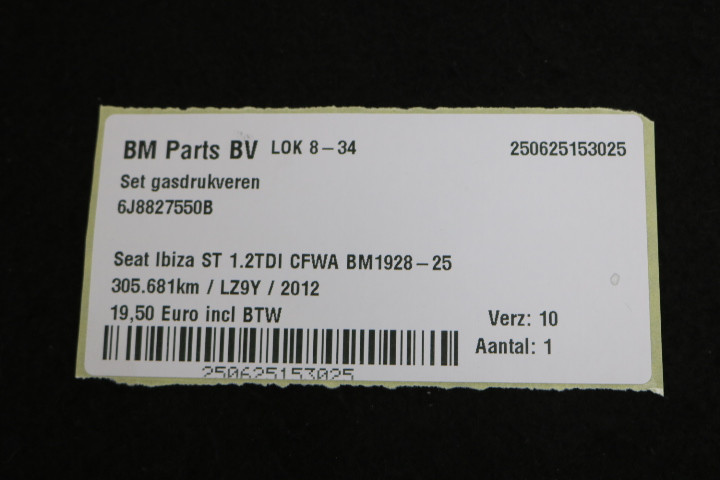 BM Parts BV LOK 8-34 250625153025
Set gasdrukveren
6J8827550B
Seat Ibiza ST 1.2TDI CFWA BM1928-25
305.681km / LZ9Y / 2012
19,50 Euro incl BTW
Verz: 10
Aantal: 1
250625153025